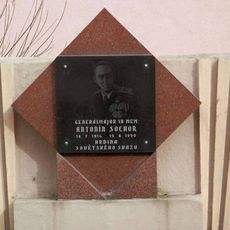 GENERÁLMAJOR IN MEM.
ANTONÍN SOCHOR
16.7.1914 15.8.1950
HRDINA
SOVĚTSKÉHO SVAZU